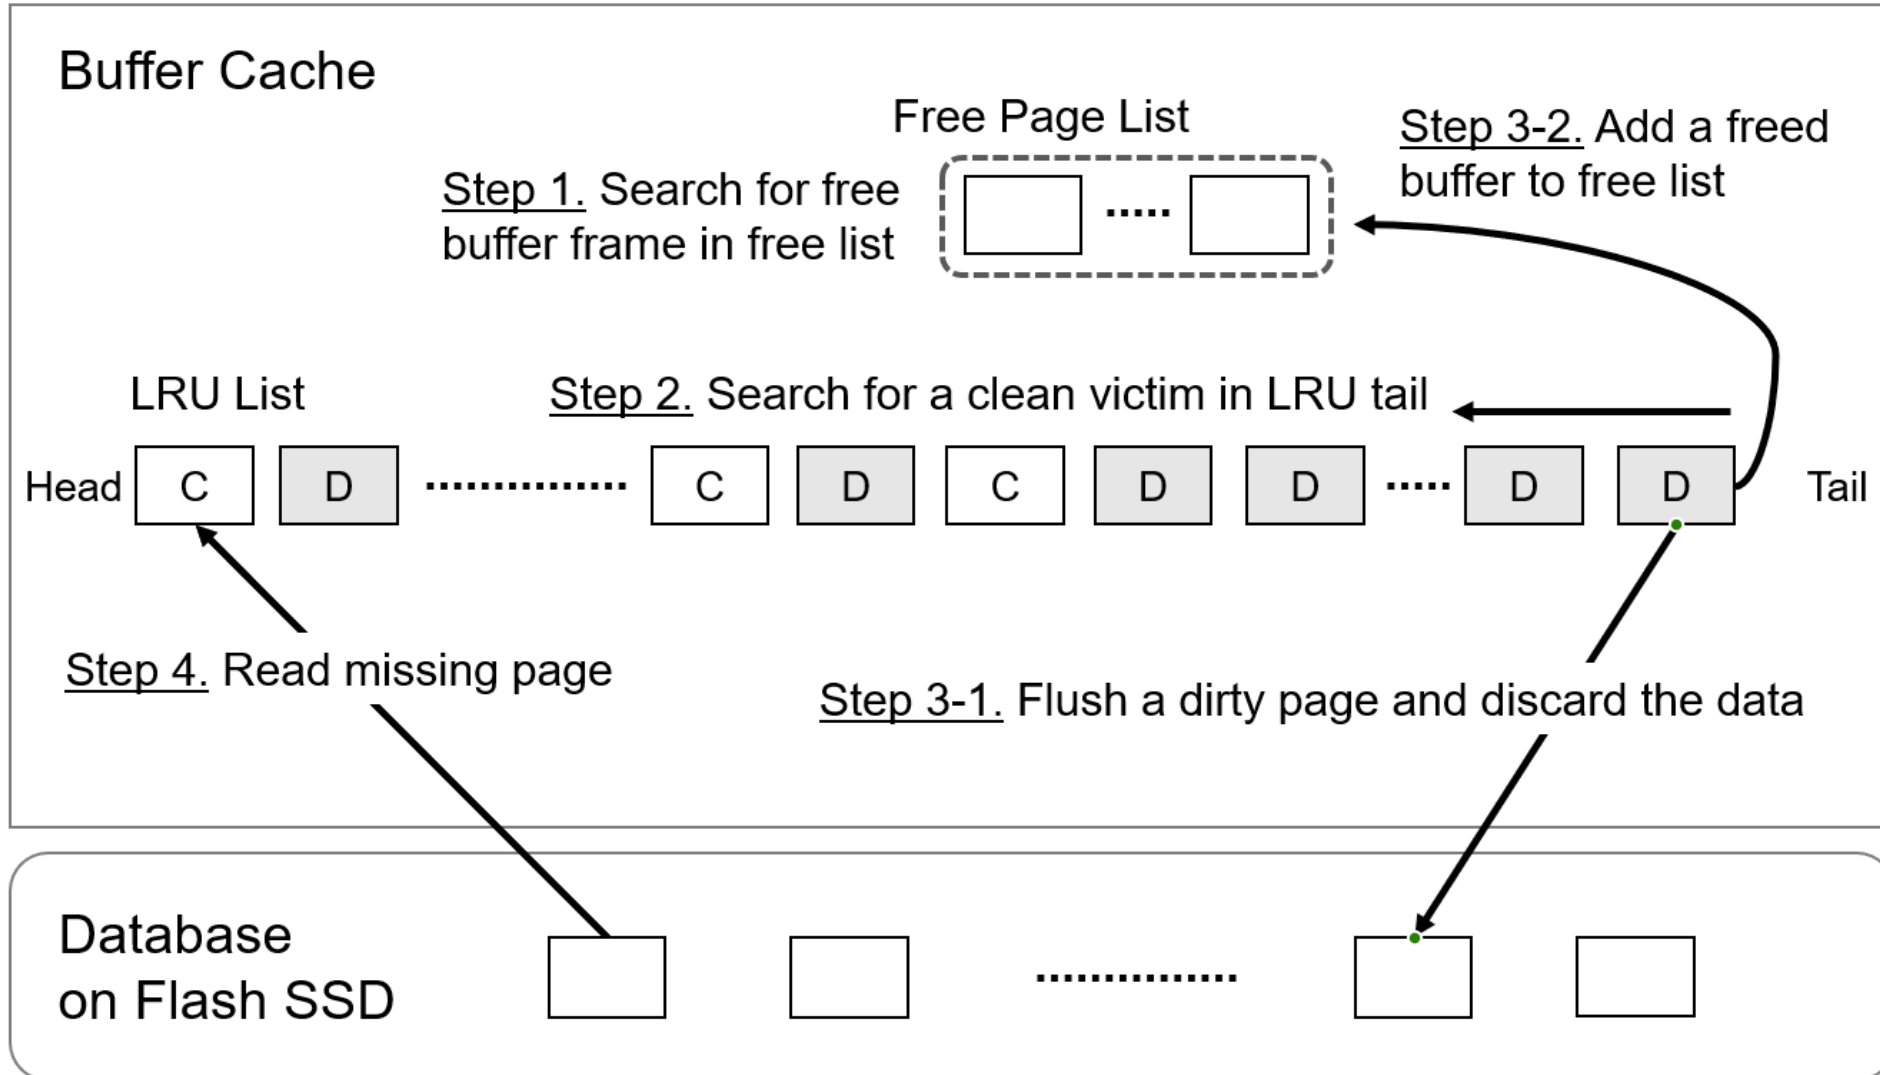 Buffer Cache
Free Page List
Step 1. Search for free
buffer frame in free list
.....
Step 3-2. Add a freed
buffer to free list
LRU List
Step 2. Search for a clean victim in LRU tail
Head C D ............... C D C D D ..... D D Tail
Step 4. Read missing page
Step 3-1. Flush a dirty page and discard the data
Database
on Flash SSD
...............